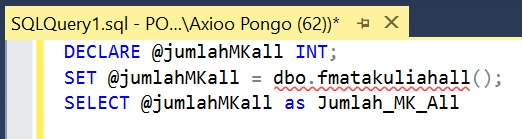 SQLQuery1.sql - PO...\Axioo Pongo (62))*
DECLARE @jumlahMKall INT;
SET @jumlahMKall = dbo.fmatakuliahall();
SELECT @jumlahMKall as Jumlah_MK_All